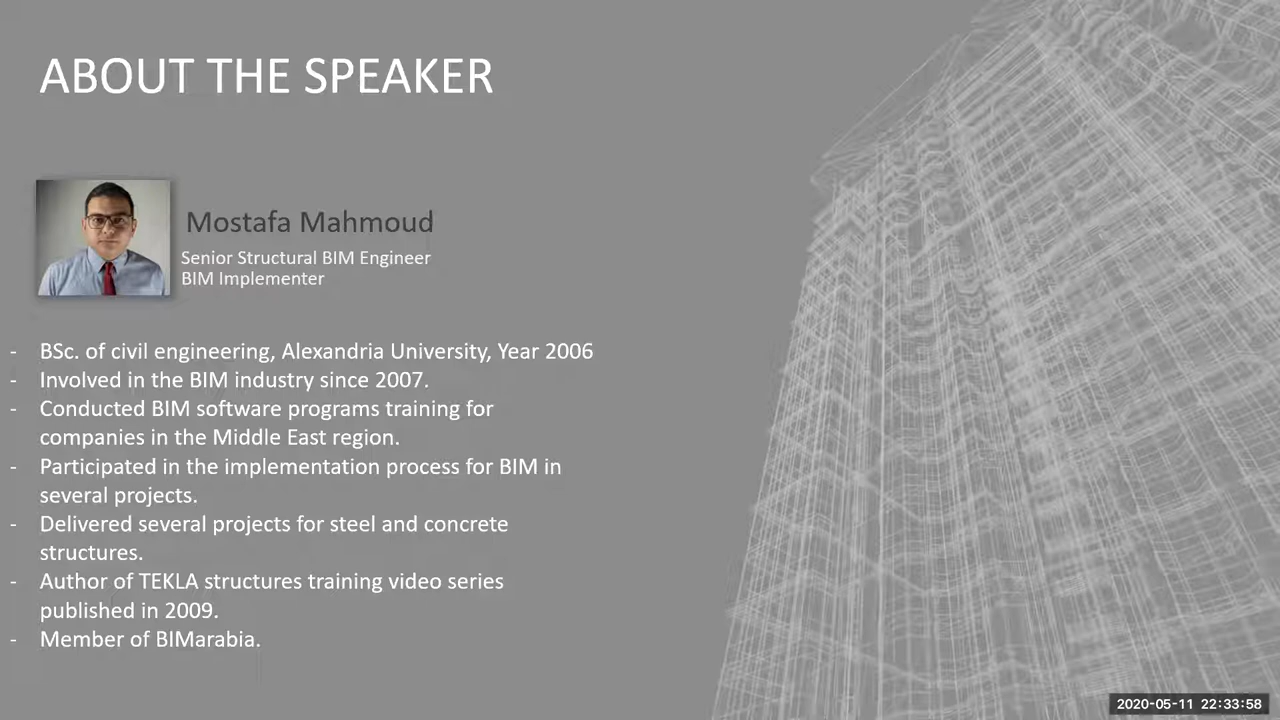 ABOUT THE SPEAKER
Mostafa Mahmoud
Senior Structural BIM Engineer
BIM Implementer
- BSc. of civil engineering, Alexandria University, Year 2006
- Involved in the BIM industry since 2007.
- Conducted BIM software programs training for
companies in the Middle East region.
- Participated in the implementation process for BIM in
several projects.
- Delivered several projects for steel and concrete
structures.
- Author of TEKLA structures training video series
published in 2009.
- Member of BIMarabia.
2020-05-11 22:33:58